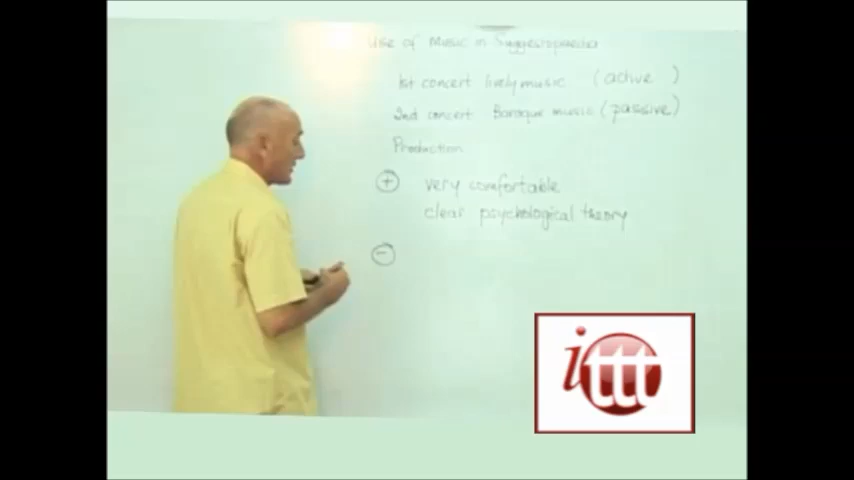 Use of Music in Suggestopaedia
1st concert lively music (active )
2nd concert Baroque music (passive)
Production
+ very comfortable
clear psychological theory
-
ittt